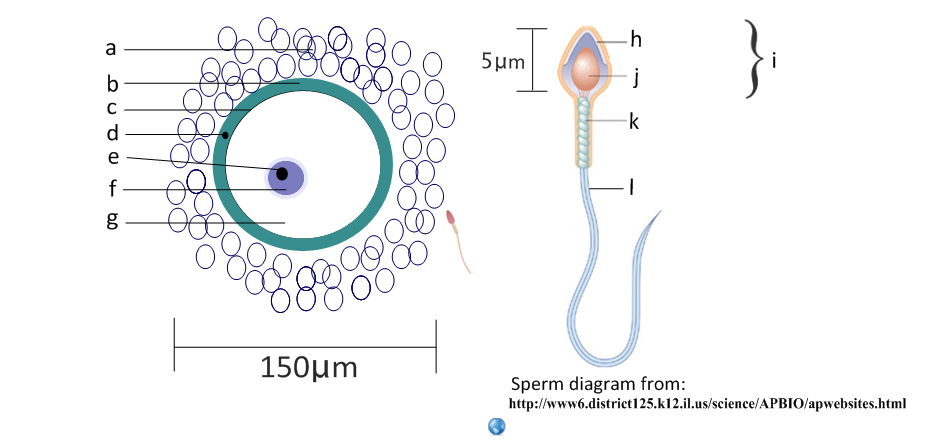 a
b
c
d
e
f
g
150µm
5µm
h
i
j
k
l
Sperm diagram from:
http://www6.district125.k12.il.us/science/APBIO/apwebsites.html